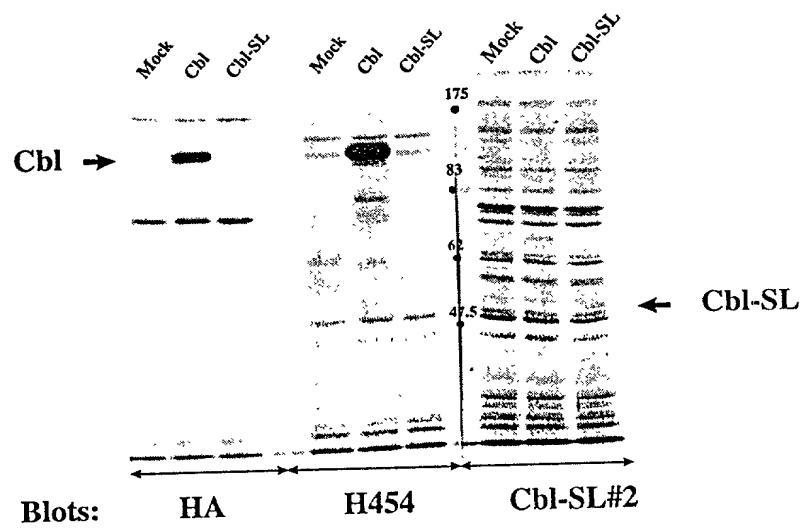 Mock Cbl Cbl-SL Mock Cbl Cbl-SL Mock Cbl Cbl-SL
175
Cbl
83
62
Cbl-SL
47.5
Blots: HA H454 Cbl-SL#2